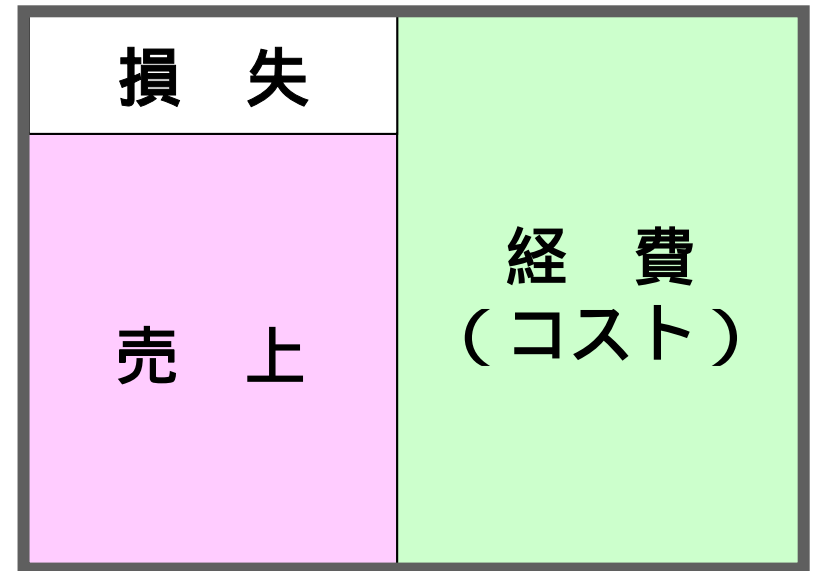 損　失
売　上
経　費
（コスト）